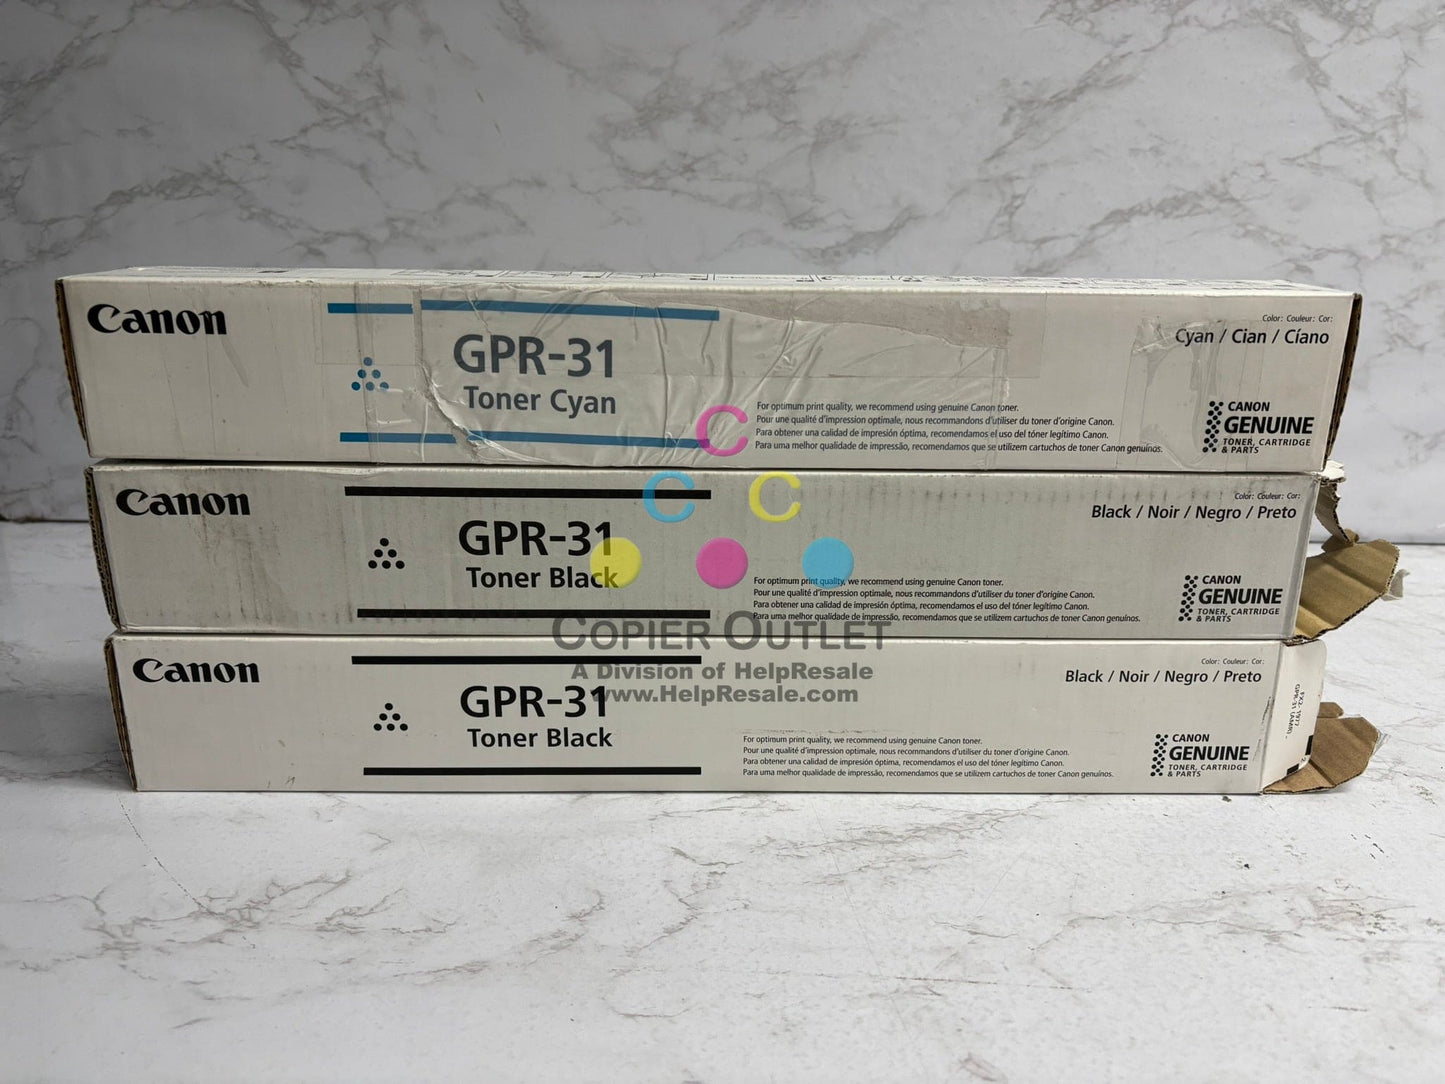 Canon
GPR-31
Toner Cyan
Color: Couleur: Cor:
Cyan / Cian / Cíano
For optimum print quality, we recommend using genuine Canon toner.
Pour une qualité d'impression optimale, nous recommandons d'utiliser du toner d'origine Canon.
Para obtener una calidad de impresión óptima, recomendamos el uso del tóner legítimo Canon.
Para uma melhor qualidade de impressão, recomendamos que se utilizem cartuchos de toner Canon genuínos.
CANON
GENUINE
TONER, CARTRIDGE
& PARTS
Canon
GPR-31
Toner Black
Color: Couleur: Cor:
Black / Noir / Negro / Preto
For optimum print quality, we recommend using genuine Canon toner.
Pour une qualité d'impression optimale, nous recommandons d'utiliser du toner d'origine Canon.
Para obtener una calidad de impresión óptima, recomendamos el uso del tóner legítimo Canon.
Para uma melhor qualidade de impressão, recomendamos que se utilizem cartuchos de toner Canon genuínos.
CANON
GENUINE
TONER, CARTRIDGE
& PARTS
C
C C
COPIER OUTLET
A Division of HelpResale
www.HelpResale.com
Canon
GPR-31
Toner Black
Color: Couleur: Cor:
Black / Noir / Negro / Preto
For optimum print quality, we recommend using genuine Canon toner.
Pour une qualité d'impression optimale, nous recommandons d'utiliser du toner d'origine Canon.
Para obtener una calidad de impresión óptima, recomendamos el uso del tóner legítimo Canon.
Para uma melhor qualidade de impressão, recomendamos que se utilizem cartuchos de toner Canon genuínos.
CANON
GENUINE
TONER, CARTRIDGE
& PARTS
FX2- 1977
GPR-31 (AMR)